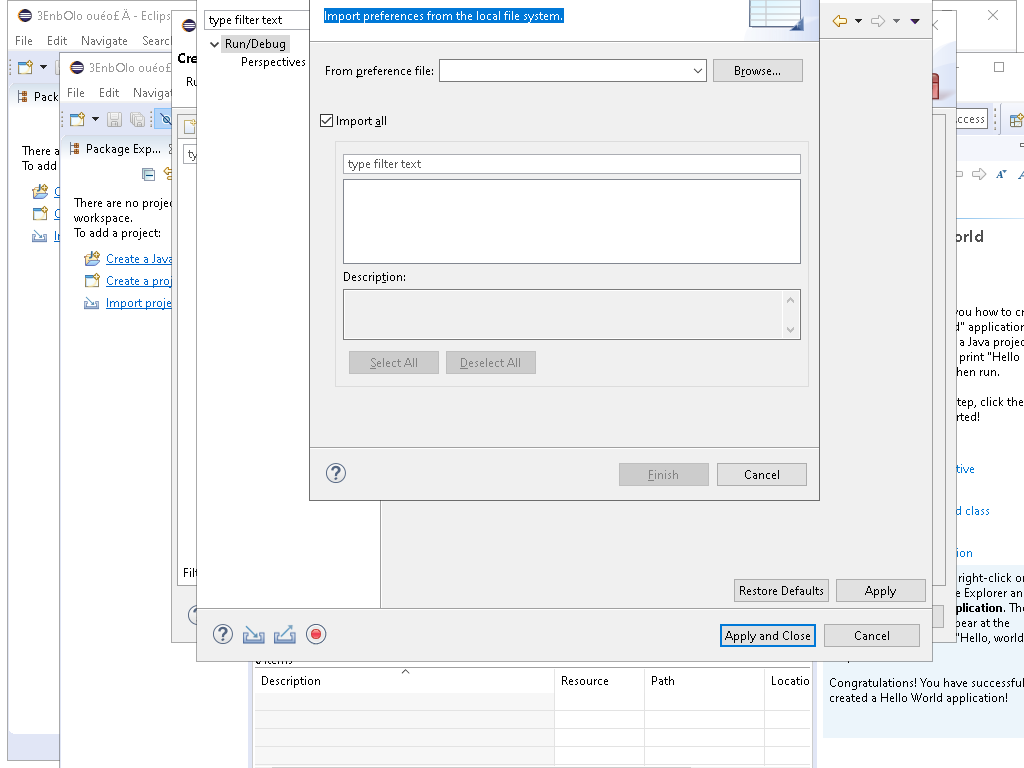 3EnbOlo ouéo£Ä - Eclips
File Edit Navigate Searc
Pack
There a
To add
3EnbOlo ouéo£
File Edit Naviga
Package Exp...
There are no proje
workspace.
To add a project:
Create a Java
Create a proj
Import proje
Cre
Ru
ty
Filt
type filter text
Run/Debug
Perspectives
Import preferences from the local file system.
From preference file:
Browse...
Import all
type filter text
Description:
Select All
Deselect All
Finish
Cancel
Restore Defaults
Apply
Apply and Close
Cancel
ccess
orld
you how to cr
d" application
a Java projec
print "Hello
hen run.
tep, click the
rted!
tive
d class
ion
right-click on
e Explorer an
plication. The
pear at the
"Hello, world
Congratulations! You have successful
created a Hello World application!
0 items
Description
Resource
Path
Locatio